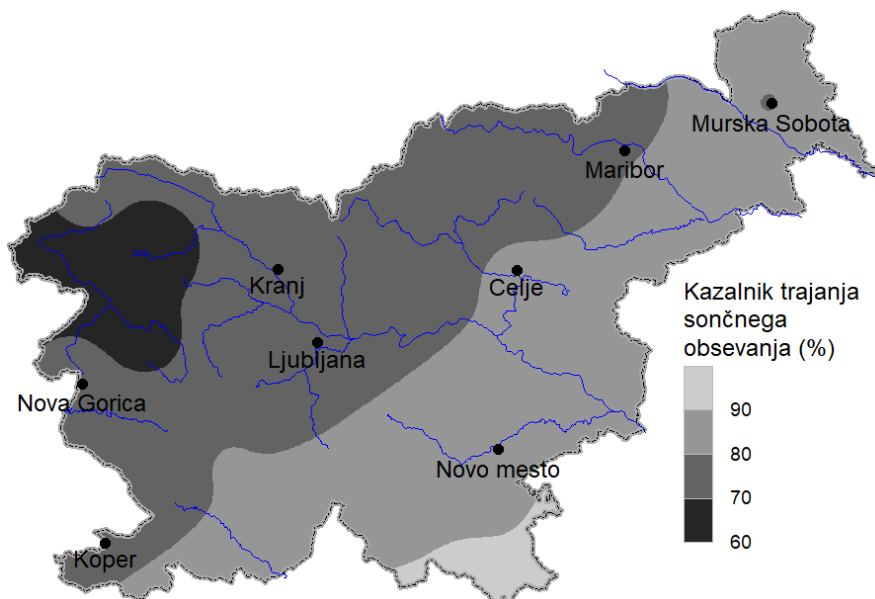 Murska Sobota
Maribor
Kranj
Celje
Ljubljana
Nova Gorica
Novo mesto
Koper
Kazalnik trajanja
sončnega
obsevanja (%)
90
80
70
60